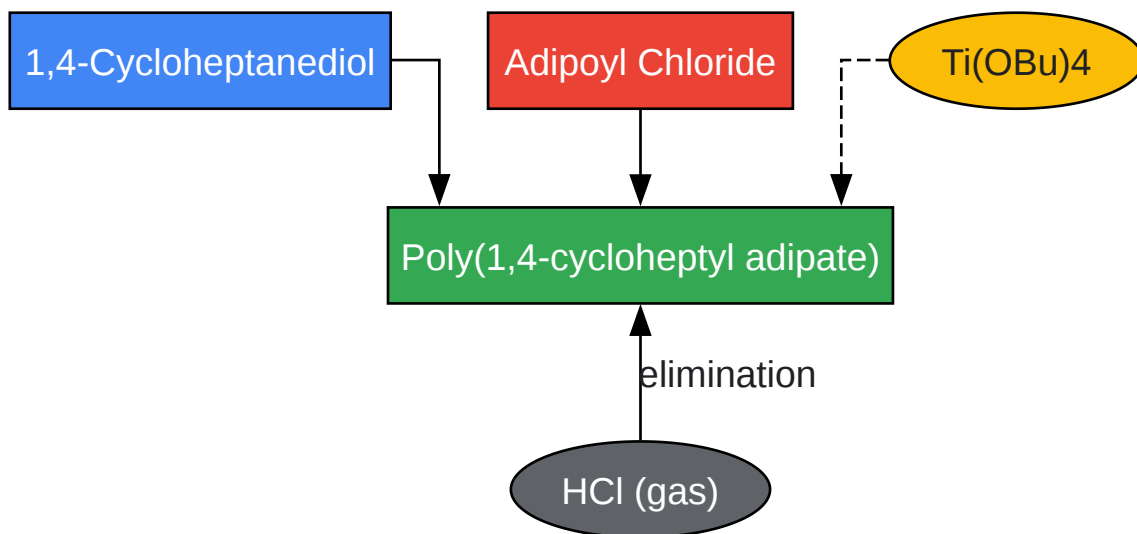 1,4-Cycloheptanediol
Adipoyl Chloride
Ti(OBu)4
Poly(1,4-cycloheptyl adipate)
elimination
HCl (gas)